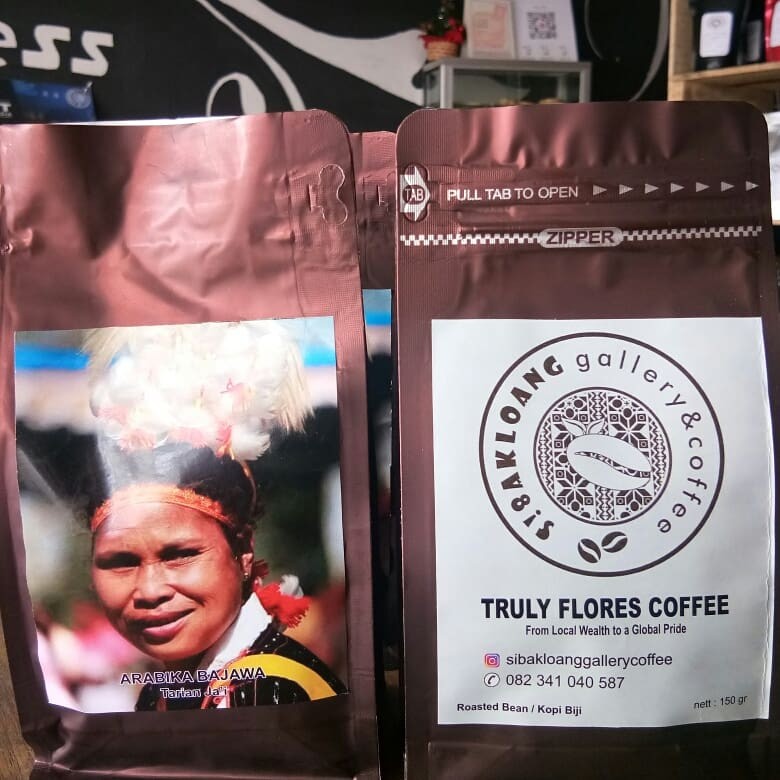 ess
ARABIKA BAJAWA
Tarian Ja'i
TAB
PULL TAB TO OPEN
ZIPPER
SiBAKLOANG gallery&coffee
TRULY FLORES COFFEE
From Local Wealth to a Global Pride
sibakloanggallerycoffee
082 341 040 587
Roasted Bean / Kopi Biji
nett : 150 gr